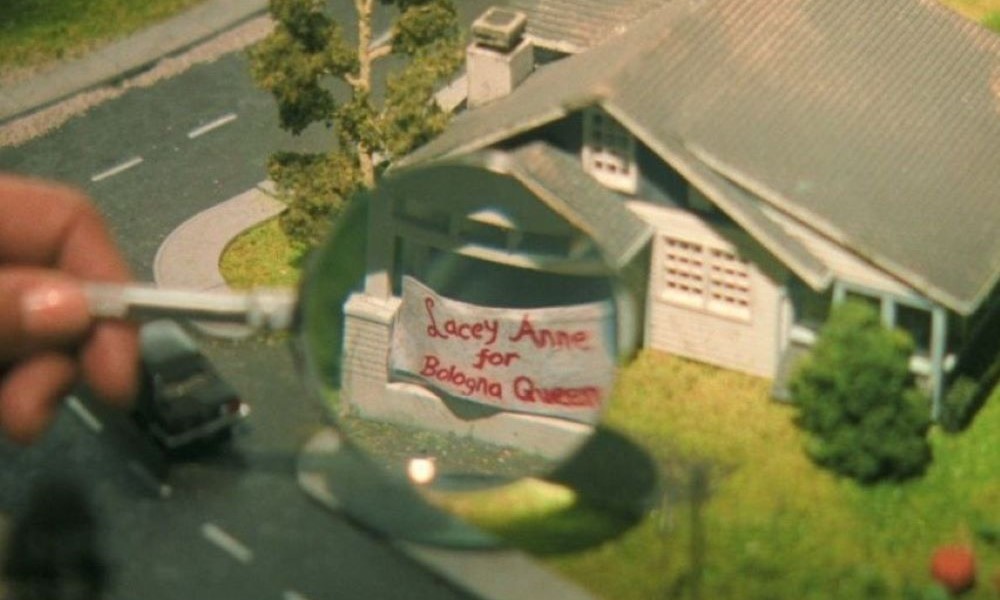 Lacey Anne
for
Bologna Queen